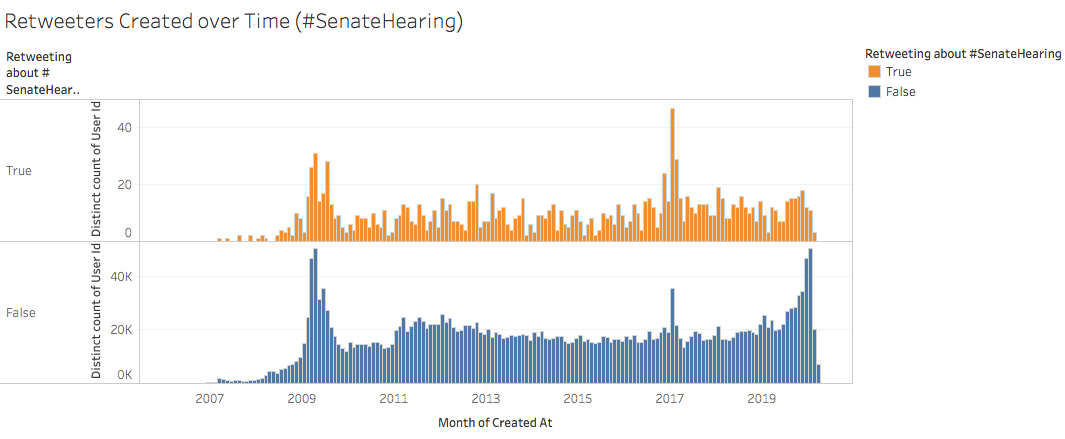 Retweeters Created over Time (#SenateHearing)
Retweeting
about #
SenateHear..
Retweeting about #SenateHearing
True
False
True
Distinct count of User Id
40
20
0
False
Distinct count of User Id
40K
20K
0K
2007 2009 2011 2013 2015 2017 2019
Month of Created At